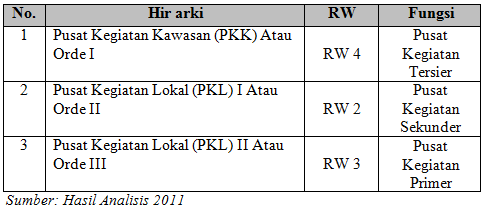 No. Hir arki RW Fungsi
1 Pusat Kegiatan Kawasan (PKK) Atau Orde I RW 4 Pusat Kegiatan Tersier
2 Pusat Kegiatan Lokal (PKL) I Atau Orde II RW 2 Pusat Kegiatan Sekunder
3 Pusat Kegiatan Lokal (PKL) II Atau Orde III RW 3 Pusat Kegiatan Primer
Sumber: Hasil Analisis 2011